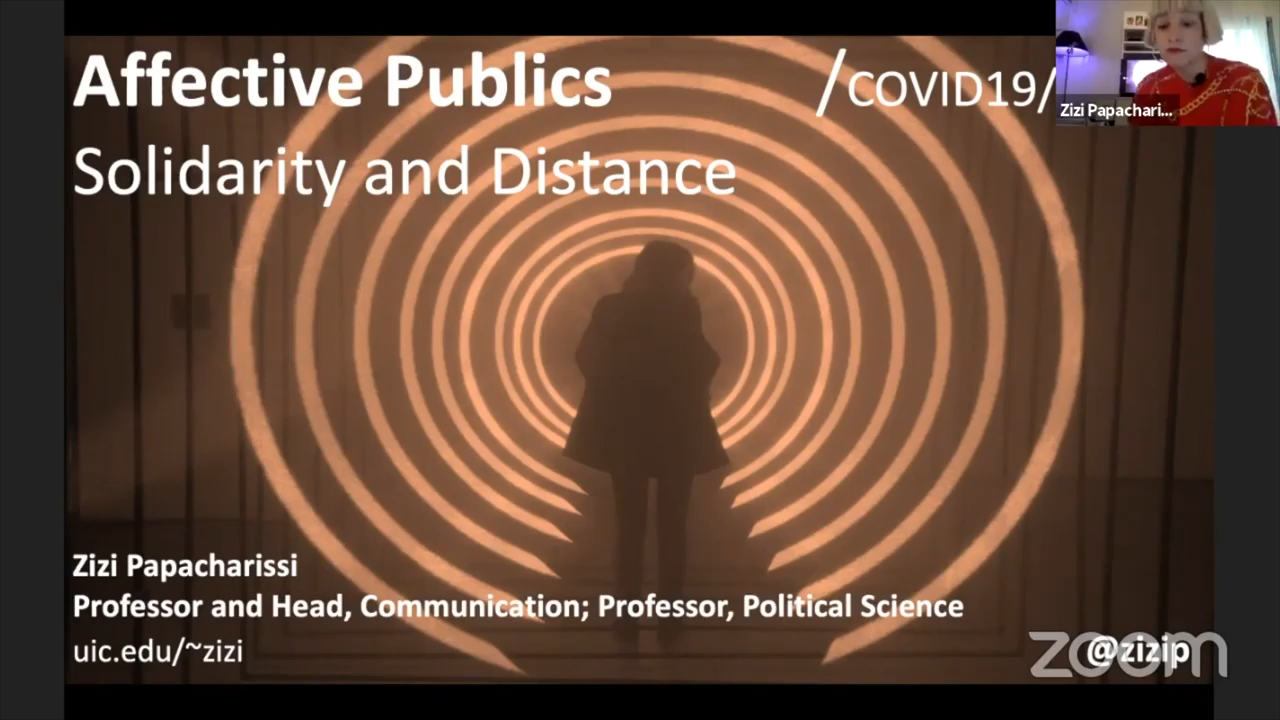 Affective Publics
/COVID19/
Solidarity and Distance
Zizi Papachari...
Zizi Papacharissi
Professor and Head, Communication; Professor, Political Science
uic.edu/~zizi
@zizip
zoom